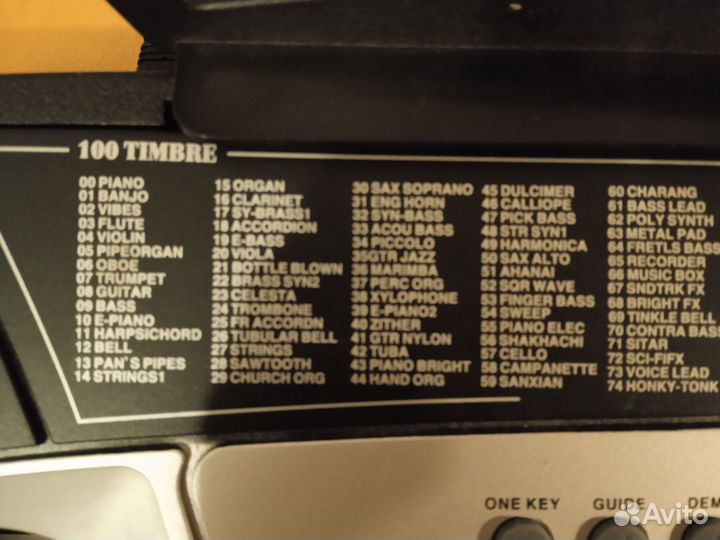 100 TIMBRE
00 PIANO
01 BANJO
02 VIBES
03 FLUTE
04 VIOLIN
05 PIPEORGAN
06 OBOE
07 TRUMPET
08 GUITAR
09 BASS
10 E-PIANO
11 HARPSICHORD
12 BELL
13 PAN'S PIPES
14 STRINGS1
15 ORGAN
16 CLARINET
17 SY-BRASS1
18 ACCORDION
19 E-BASS
20 VIOLA
21 BOTTLE BLOWN
22 BRASS SYN2
23 CELESTA
24 TROMBONE
25 FR ACCORDN
26 TUBULAR BELL
27 STRINGS
28 SAWTOOTH
29 CHURCH ORG
30 SAX SOPRANO
31 ENG HORN
32 SYN-BASS
33 ACOU BASS
34 PICCOLO
35GTR JAZZ
36 MARIMBA
37 PERC ORG
38 XYLOPHONE
39 E-PIANO2
40 ZITHER
41 GTR NYLON
42 TUBA
43 PIANO BRIGHT
44 HAND ORG
45 DULCIMER
46 CALLIOPE
47 PICK BASS
48 STR SYN1
49 HARMONICA
50 SAX ALTO
51 AHANAI
52 SQR WAVE
53 FINGER BASS
54 SWEEP
55 PIANO ELEC
56 SHAKHACHI
57 CELLO
58 CAMPANETTE
59 SANXIAN
60 CHARANG
61 BASS LEAD
62 POLY SYNTH
63 METAL PAD
64 FRETLS BASS
65 RECORDER
66 MUSIC BOX
67 SNDTRK FX
68 BRIGHT FX
69 TINKLE BELL
70 CONTRA BASS
71 SITAR
72 SCI-FIFX
73 VOICE LEAD
74 HONKY-TONK
ONE KEY GUIDE DEM
Avito